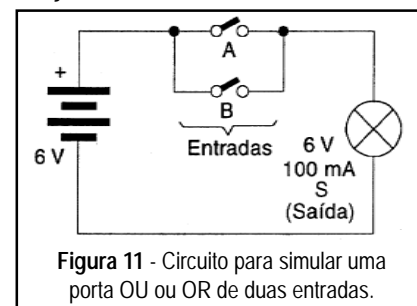 A
+
B
6 V
Entradas
6 V
100 mA
S
(Saída)
Figura 11 - Circuito para simular uma
porta OU ou OR de duas entradas.